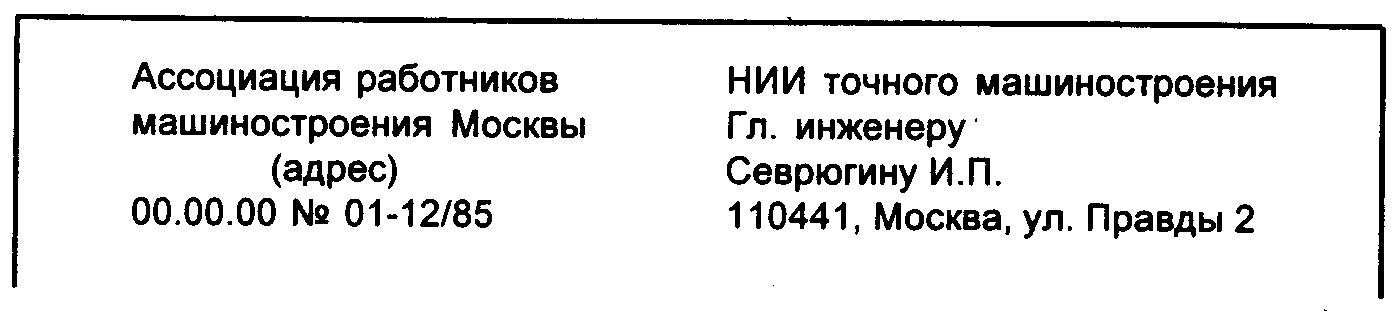 Ассоциация работников
машиностроения Москвы
(адрес)
00.00.00 № 01-12/85
НИИ точного машиностроения
Гл. инженеру
Севрюгину И.П.
110441, Москва, ул. Правды 2